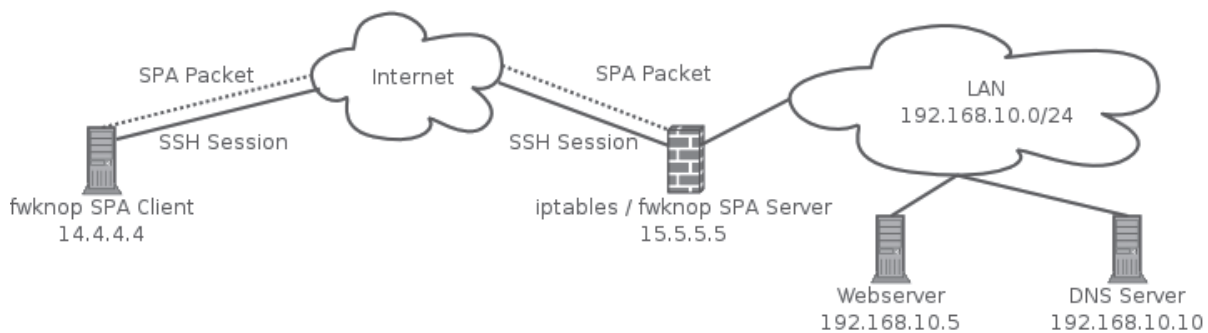 SPA Packet
Internet
SPA Packet
LAN
192.168.10.0/24
SSH Session
SSH Session
fwknop SPA Client
14.4.4.4
iptables / fwknop SPA Server
15.5.5.5
Webserver
192.168.10.5
DNS Server
192.168.10.10